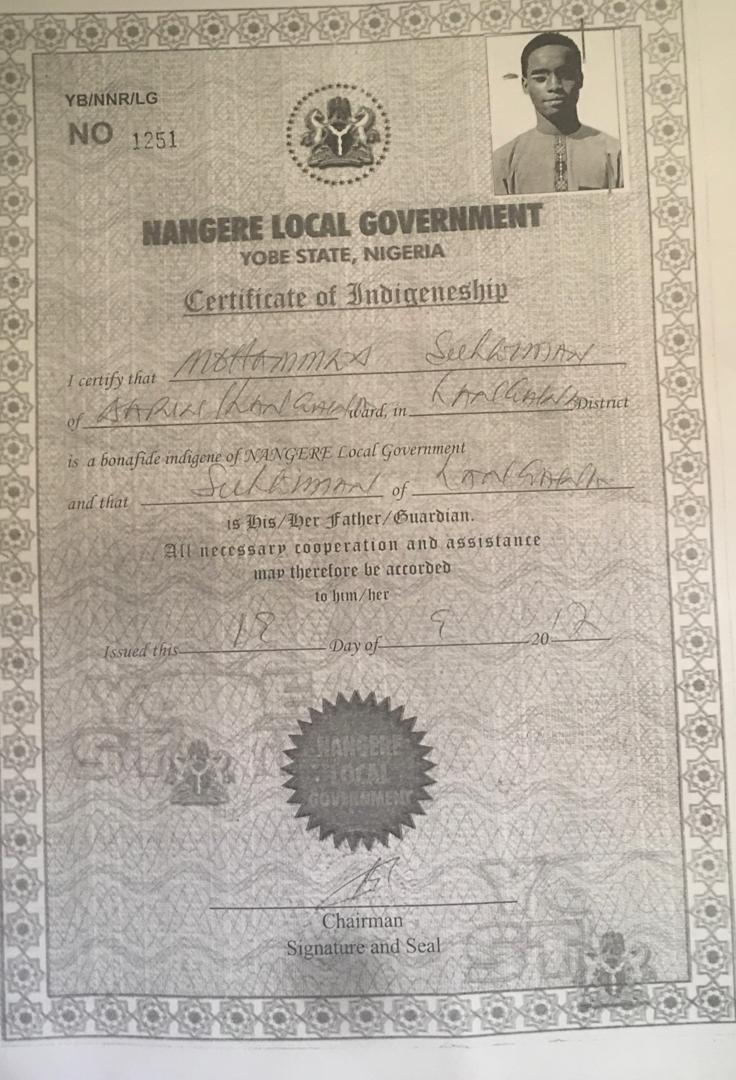 YB/NNR/LG
NO 1251
NANGERE LOCAL GOVERNMENT
YOBE STATE, NIGERIA
Certificate of Indigeneship
I certify that MOHAMMED SULAIMAN
of ward, in District
is a bonafide indigene of NANGERE Local Government
and that SULAIMAN of
is His/Her Father/Guardian.
All necessary cooperation and assistance
may therefore be accorded
to him/her
Issued this 18 Day of 9 20 12
NANGERE
LOCAL
GOVERNMENT
Chairman
Signature and Seal